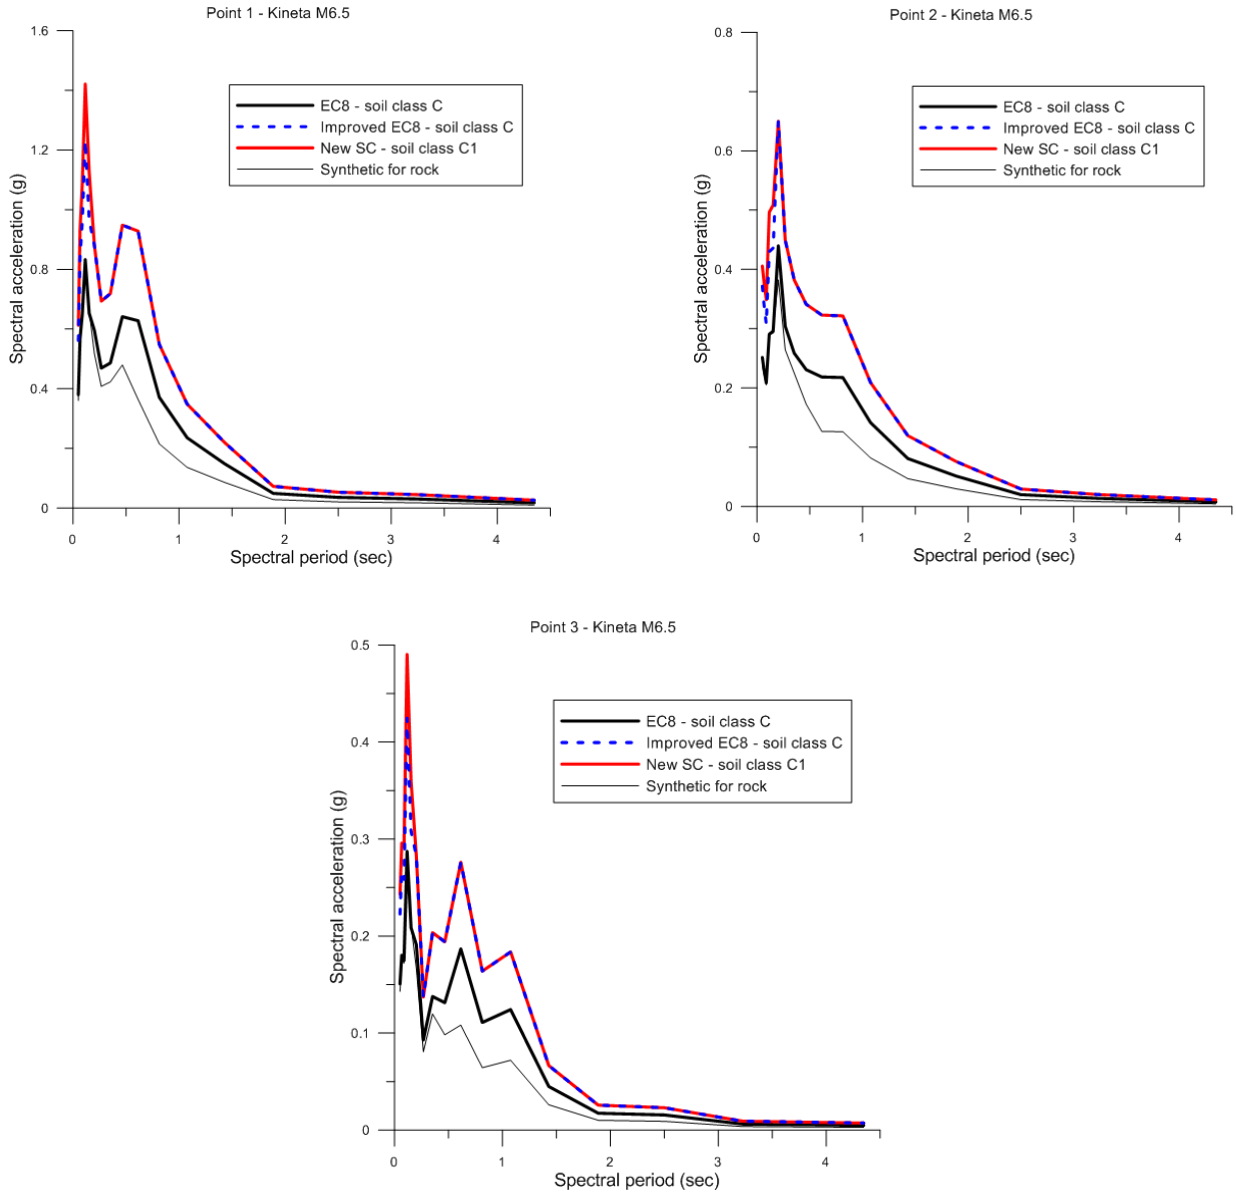 Point 1 - Kineta M6.5
1.6
1.2
0.8
0.4
0
Spectral acceleration (g)
EC8 - soil class C
Improved EC8 - soil class C
New SC - soil class C1
Synthetic for rock
0 1 2 3 4
Spectral period (sec)
Point 2 - Kineta M6.5
0.8
0.6
0.4
0.2
0
Spectral acceleration (g)
EC8 - soil class C
Improved EC8 - soil class C
New SC - soil class C1
Synthetic for rock
0 1 2 3 4
Spectral period (sec)
Point 3 - Kineta M6.5
0.5
0.4
0.3
0.2
0.1
0
Spectral acceleration (g)
EC8 - soil class C
Improved EC8 - soil class C
New SC - soil class C1
Synthetic for rock
0 1 2 3 4
Spectral period (sec)